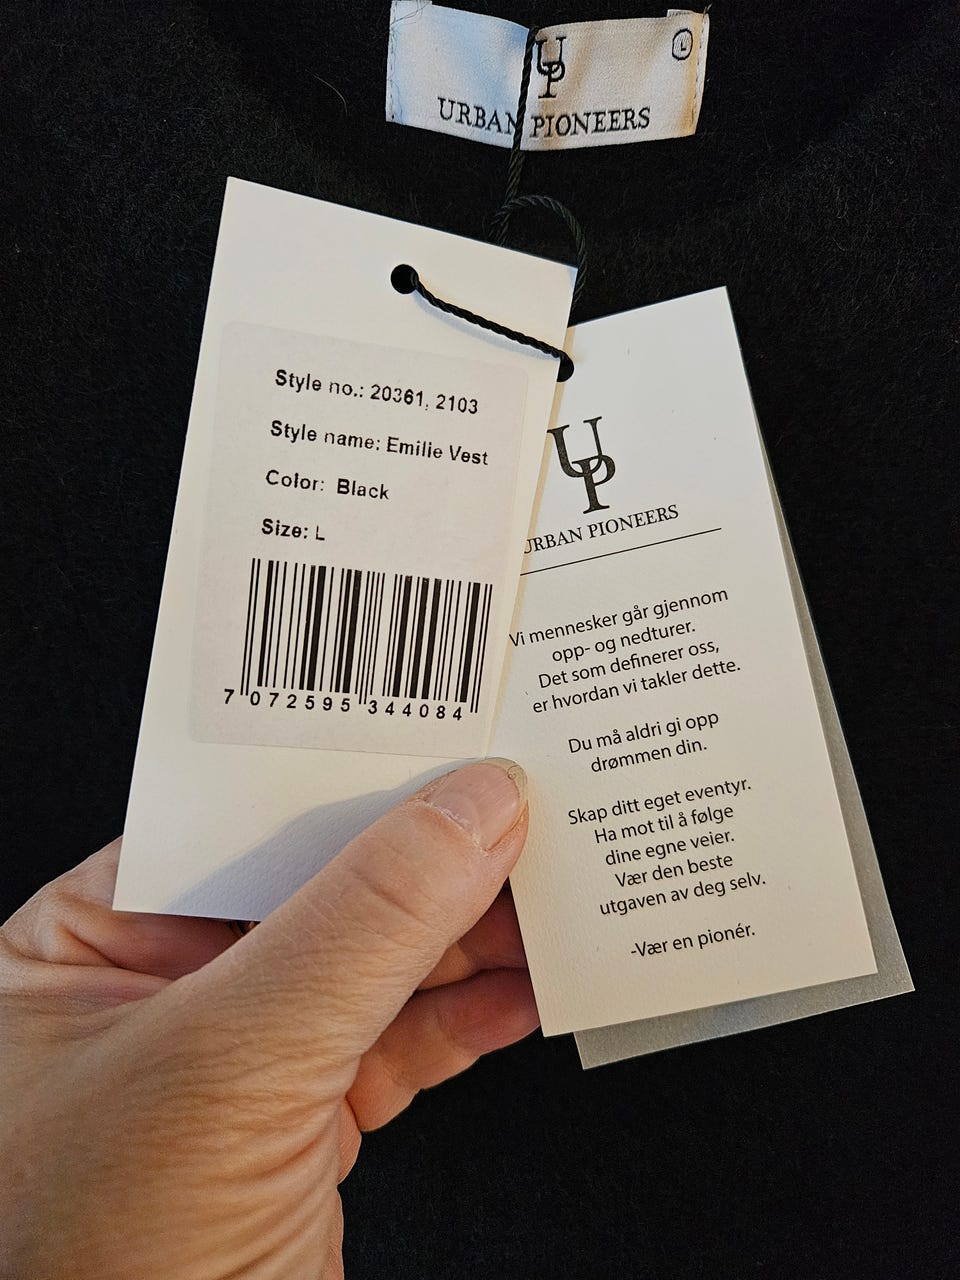 UP
L
URBAN PIONEERS
Style no.: 20361, 2103
Style name: Emilie Vest
Color: Black
Size: L
7 072595 344084
UP
URBAN PIONEERS
Vi mennesker går gjennom
opp- og nedturer.
Det som definerer oss,
er hvordan vi takler dette.
Du må aldri gi opp
drømmen din.
Skap ditt eget eventyr.
Ha mot til å følge
dine egne veier.
Vær den beste
utgaven av deg selv.
-Vær en pionér.